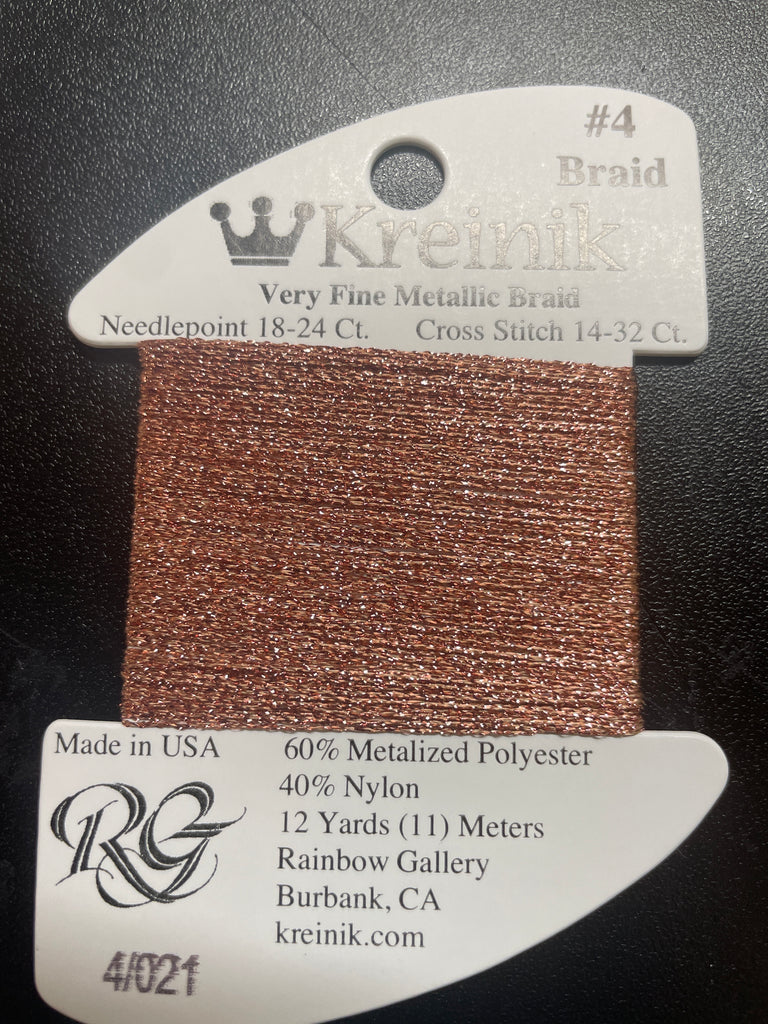 #4
Braid
Kreinik
Very Fine Metallic Braid
Needlepoint 18-24 Ct. Cross Stitch 14-32 Ct.
Made in USA
RG
60% Metalized Polyester
40% Nylon
12 Yards (11) Meters
Rainbow Gallery
Burbank, CA
kreinik.com
4/021